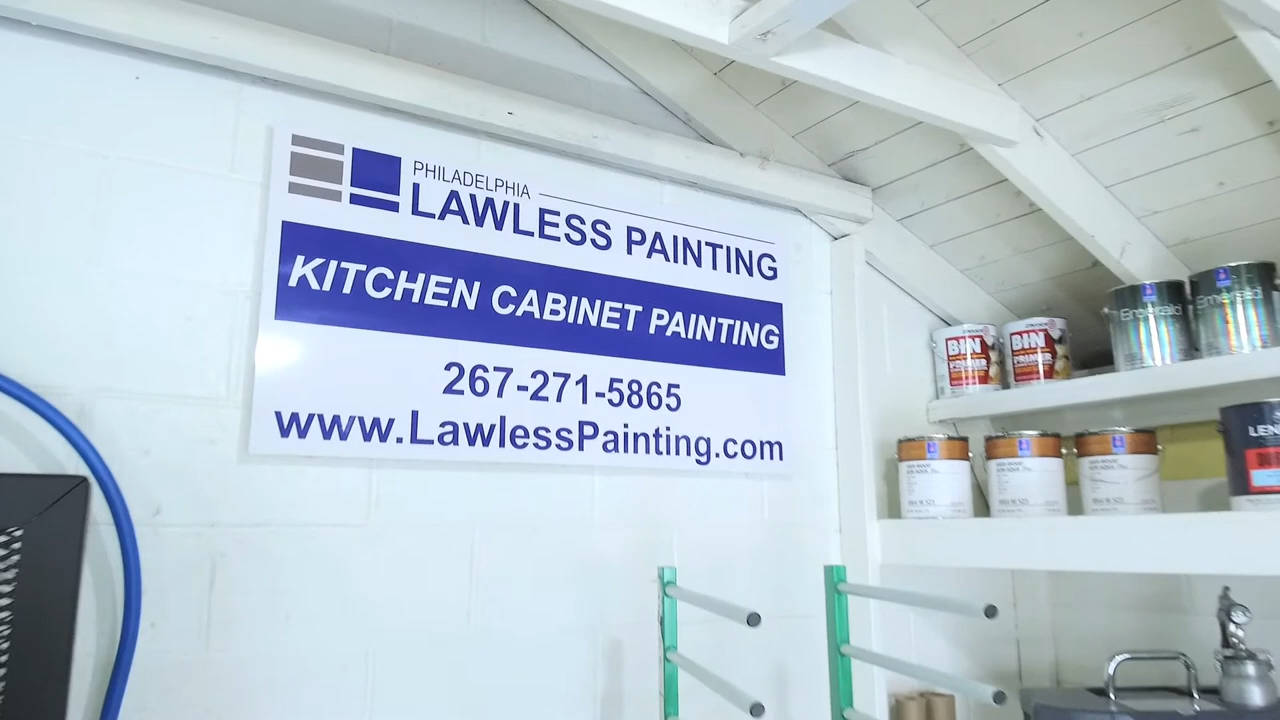 PHILADELPHIA
LAWLESS PAINTING
KITCHEN CABINET PAINTING
267-271-5865
www.LawlessPainting.com
BIN
PRIMER
BIN
PRIMER
Emerald
Emerald